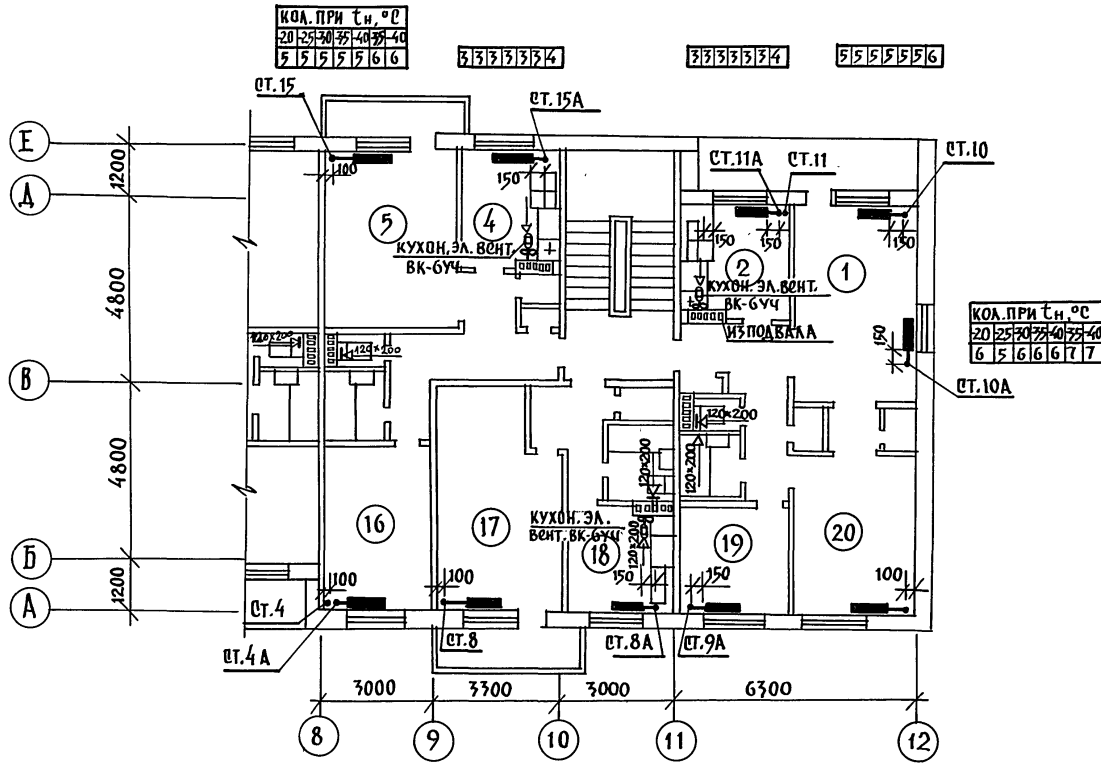 КОЛ. ПРИ tн, °С
-20 -25 -30 -35 -40 -35 -40
5 5 5 5 5 6 6
3 3 3 3 3 3 4
3 3 3 3 3 3 4
5 5 5 5 5 5 6
СТ.15
СТ.15А
Е
1200
100
150
СТ.11А
СТ.11
СТ.10
Д
5
4
150
150
2
150
1
КУХОН. ЭЛ. ВЕНТ.
ВК-6УЧ
КУХОН. ЭЛ. ВЕНТ.
ВК-6УЧ
ИЗ ПОДВАЛА
4800
КОЛ. ПРИ tн, °С
-20 -25 -30 -35 -40 -35 -40
6 5 6 6 6 7 7
150
120×200
120×200
В
СТ.10А
120×200
120×200
120×200
4800
16
17
КУХОН. ЭЛ.
ВЕНТ. ВК-6УЧ
120×200
18
19
20
Б
1200
100
100
150
150
100
А
СТ.4
СТ.4А
СТ.8
СТ.8А
СТ.9А
3000
3300
3000
6300
8
9
10
11
12